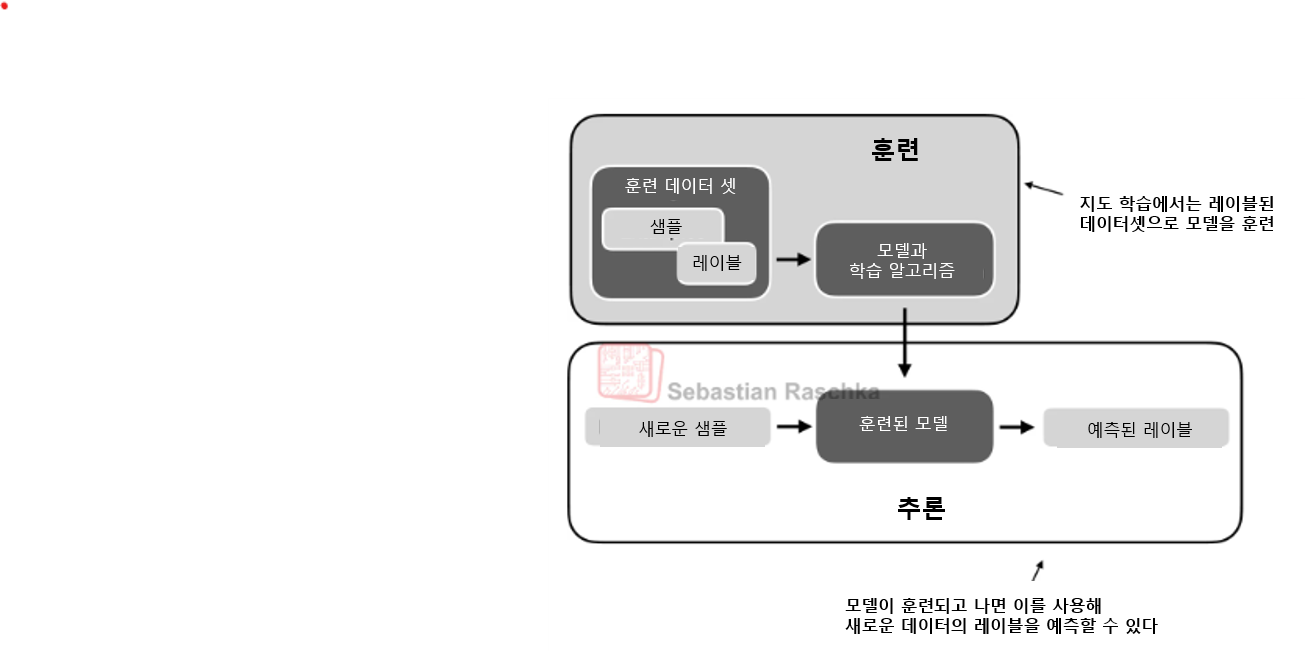 훈련
훈련 데이터 셋
샘플
레이블
모델과
학습 알고리즘
지도 학습에서는 레이블된
데이터셋으로 모델을 훈련
Sebastian Raschka
새로운 샘플
훈련된 모델
예측된 레이블
추론
모델이 훈련되고 나면 이를 사용해
새로운 데이터의 레이블을 예측할 수 있다